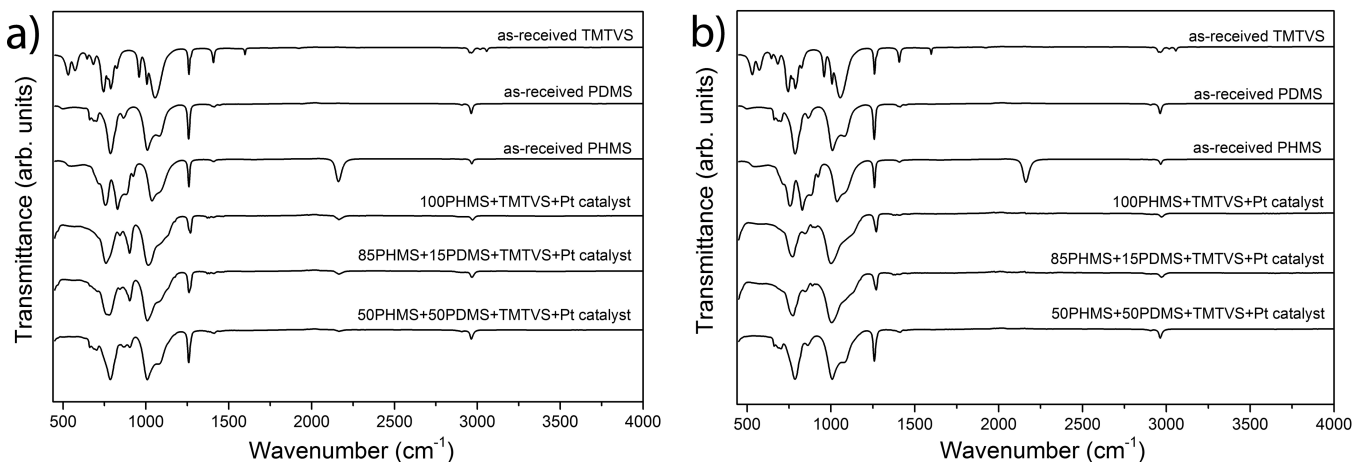 a)
Transmittance (arb. units)
as-received TMTVS
as-received PDMS
as-received PHMS
100PHMS+TMTVS+Pt catalyst
85PHMS+15PDMS+TMTVS+Pt catalyst
50PHMS+50PDMS+TMTVS+Pt catalyst
500 1000 1500 2000 2500 3000 3500 4000
Wavenumber (cm⁻¹)
b)
Transmittance (arb. units)
as-received TMTVS
as-received PDMS
as-received PHMS
100PHMS+TMTVS+Pt catalyst
85PHMS+15PDMS+TMTVS+Pt catalyst
50PHMS+50PDMS+TMTVS+Pt catalyst
500 1000 1500 2000 2500 3000 3500 4000
Wavenumber (cm⁻¹)